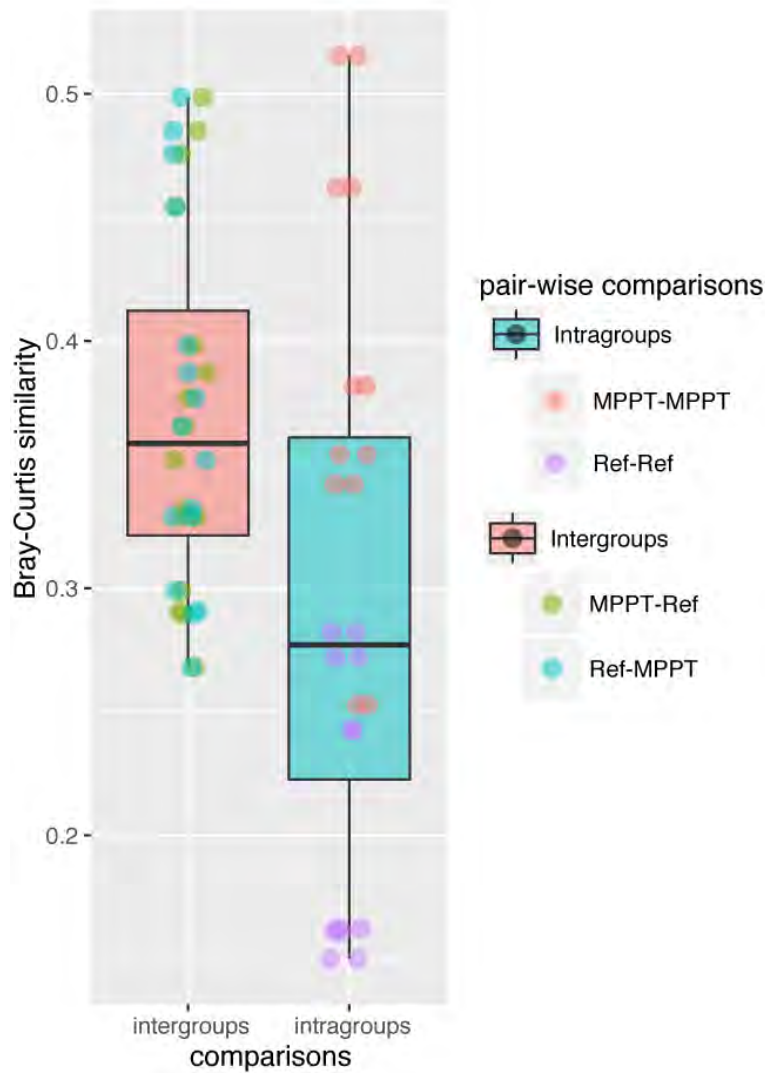 Bray-Curtis similarity
0.5
0.4
0.3
0.2
intergroups intragroups
comparisons
pair-wise comparisons
Intragroups
MPPT-MPPT
Ref-Ref
Intergroups
MPPT-Ref
Ref-MPPT